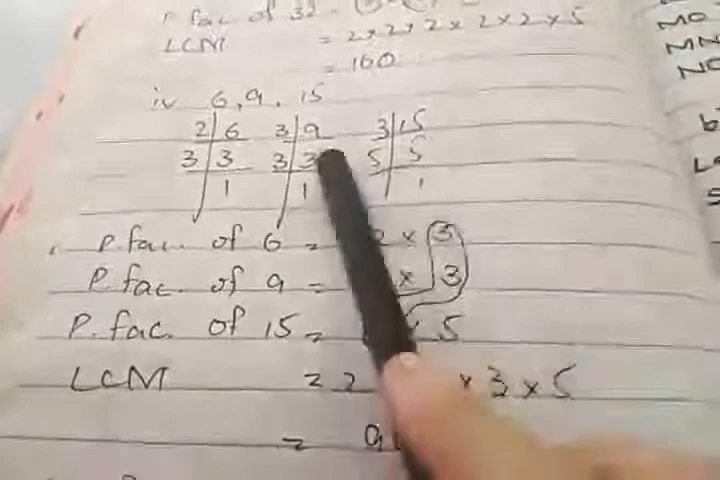 P. fac. of 32
LCM = 2 x 2 x 2 x 2 x 2 x 5
= 160
iv 6, 9, 15
2 6 3 9 3 15
3 3 3 3 5 5
1 1 1
P. fac. of 6 = 2 x 3
P. fac. of 9 = x 3
P. fac. of 15 = 5
LCM = 2 x 3 x 5
= 9
MN
b